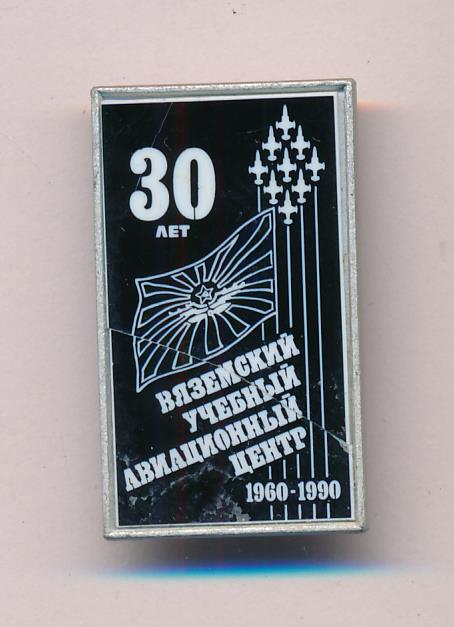 30
ЛЕТ
ВЯЗЕМСКИЙ
УЧЕБНЫЙ
АВИАЦИОННЫЙ
ЦЕНТР
1960-1990